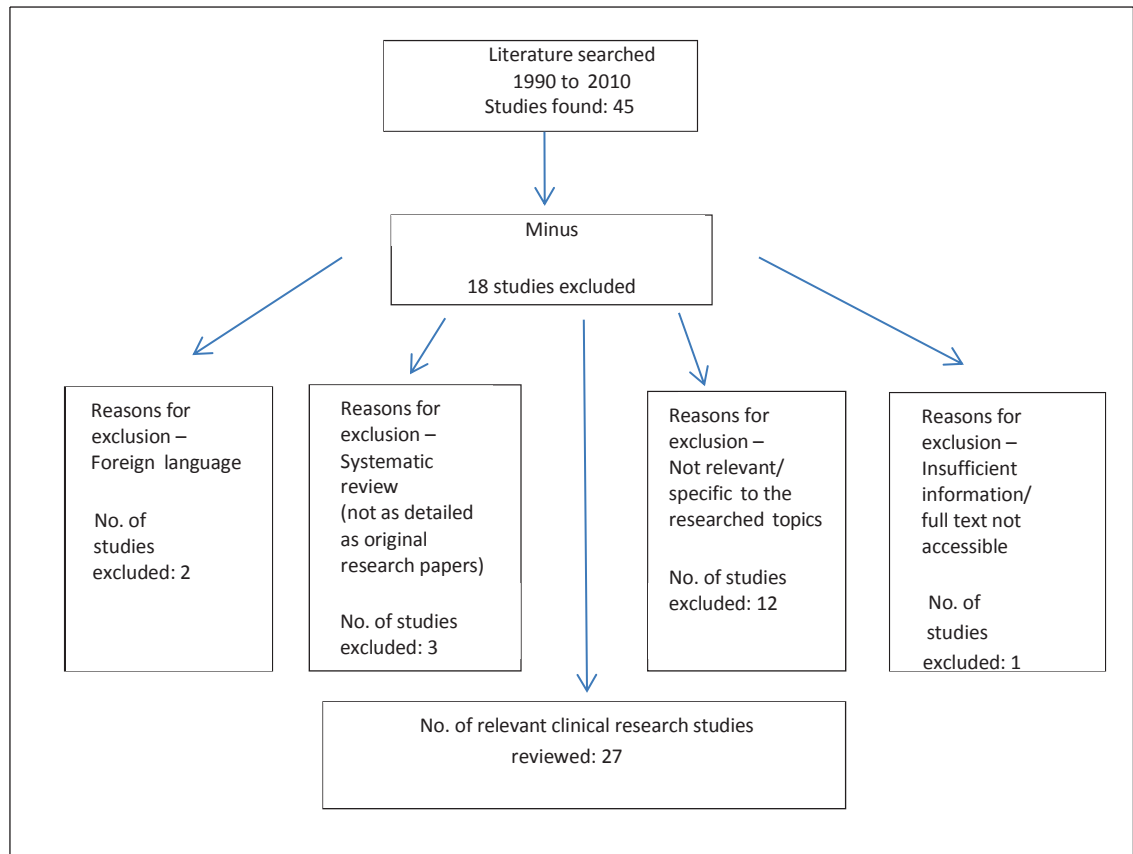 Literature searched
1990 to 2010
Studies found: 45
Minus
18 studies excluded
Reasons for
exclusion –
Foreign language
No. of
studies
excluded: 2
Reasons for
exclusion –
Systematic
review
(not as detailed
as original
research papers)
No. of studies
excluded: 3
Reasons for
exclusion –
Not relevant/
specific to the
researched topics
No. of studies
excluded: 12
Reasons for
exclusion –
Insufficient
information/
full text not
accessible
No. of
studies
excluded: 1
No. of relevant clinical research studies
reviewed: 27